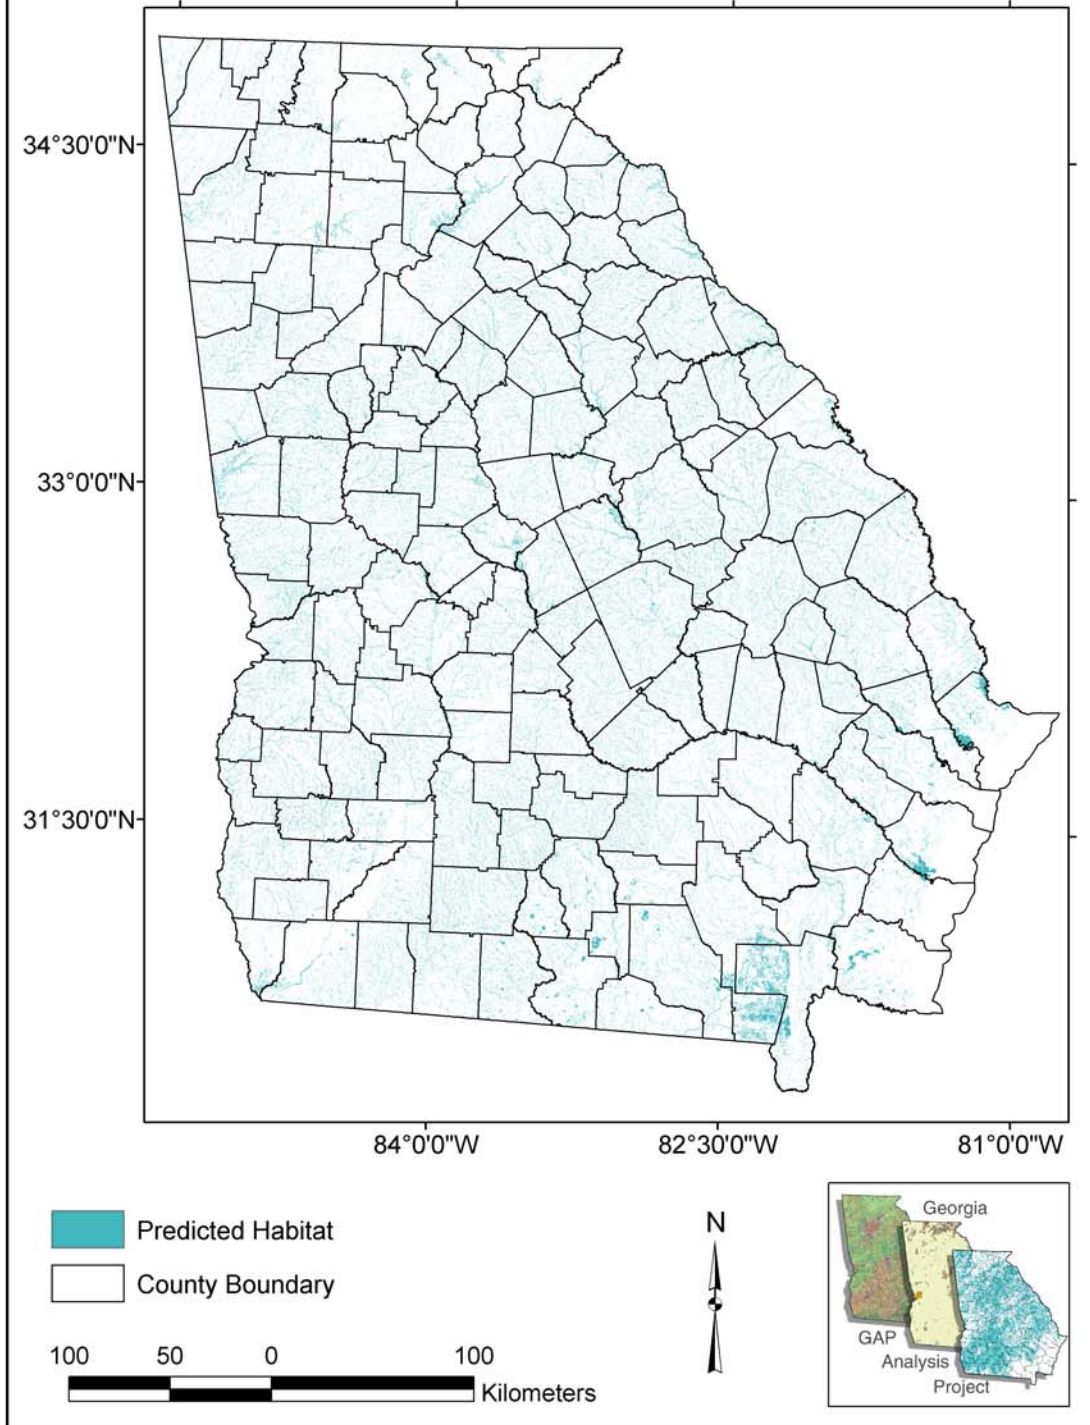 34°30'0"N
33°0'0"N
31°30'0"N
84°0'0"W 82°30'0"W 81°0'0"W
Predicted Habitat
County Boundary
N
100 50 0 100
Kilometers
Georgia
GAP
Analysis
Project